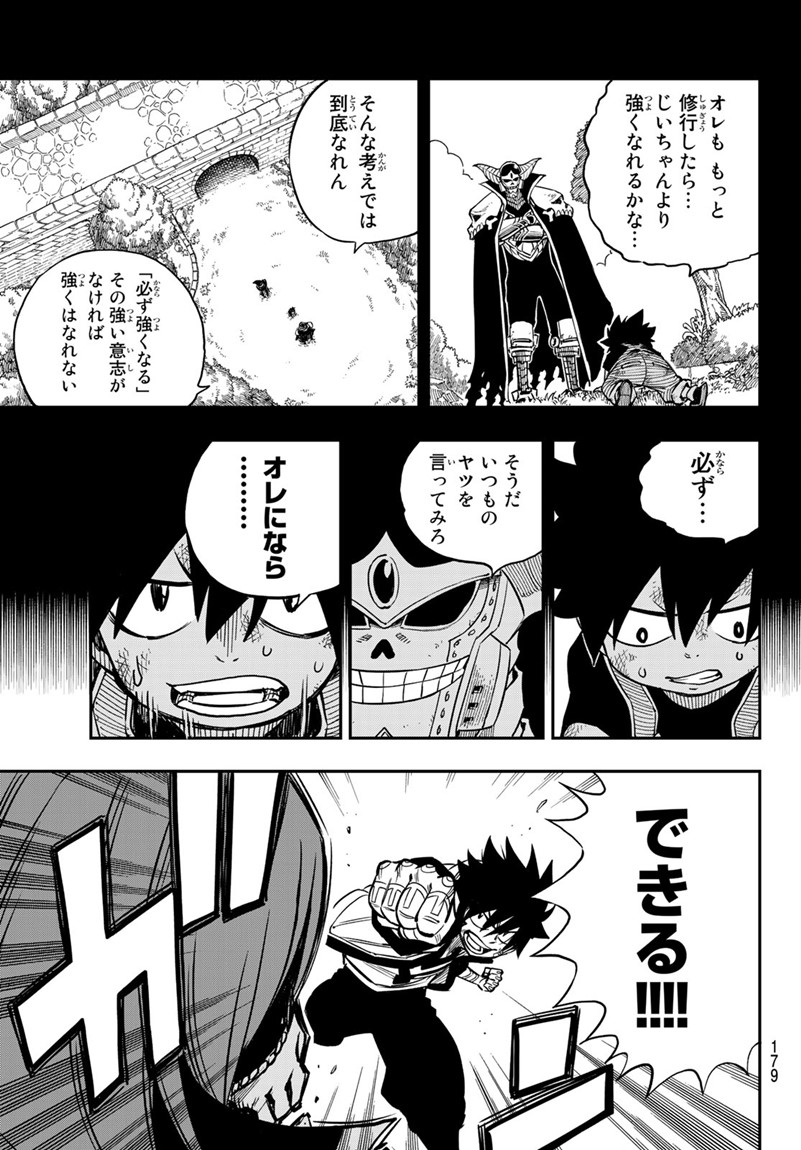 オレも もっと
修行したら…
じいちゃんより
強くなれるかな…
そんな考えでは
到底なれん
「必ず強くなる」
その強い意志が
なければ
強くはなれない
必ず…
そうだ
いつもの
ヤツを
言ってみろ
オレになら
………
できる!!!!
ガッ
179